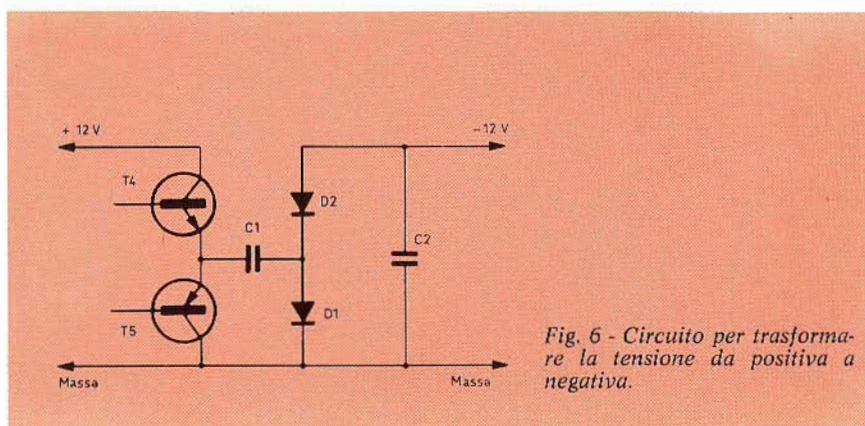 + 12 V
−12 V
T4
D2
C1
C2
T5
D1
Massa
Massa
Fig. 6 - Circuito per trasforma-
re la tensione da positiva a
negativa.